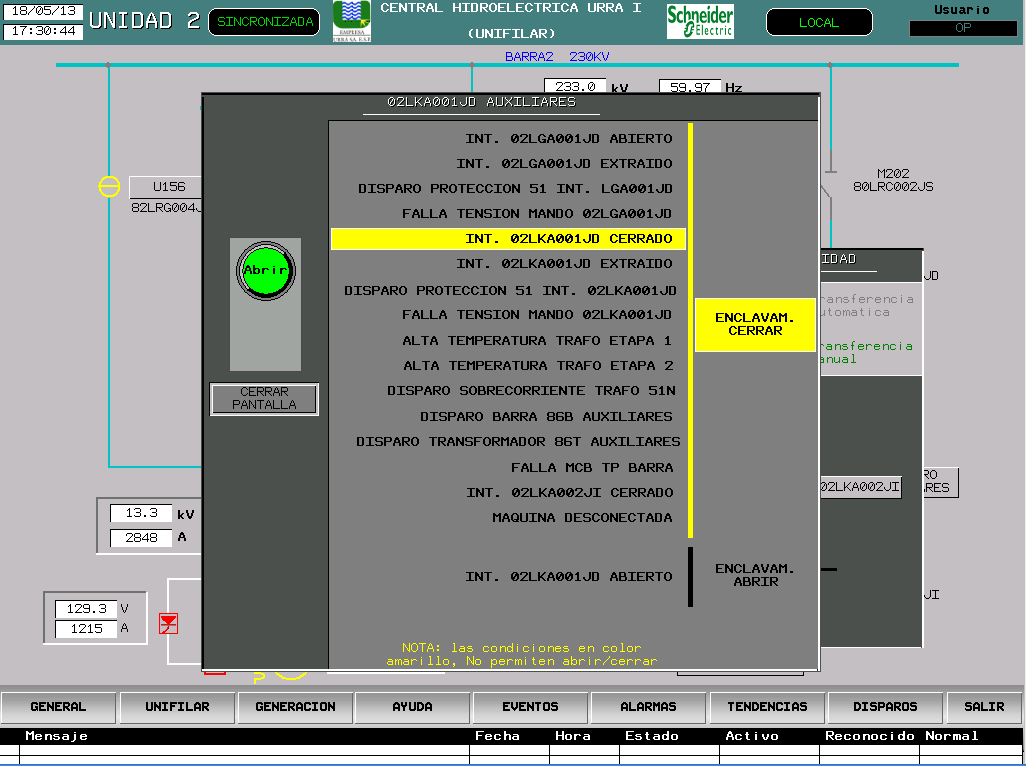 18/05/13
17:30:44
UNIDAD 2
SINCRONIZADA
EMPRESA
URRA S.A. E.S.P.
CENTRAL HIDROELECTRICA URRA I
(UNIFILAR)
Schneider
Electric
LOCAL
Usuario
OP
BARRA2 230KV
233.0 kV 59.97 Hz
02LKA001JD AUXILIARES
INT. 02LGA001JD ABIERTO
INT. 02LGA001JD EXTRAIDO
DISPARO PROTECCION 51 INT. LGA001JD
FALLA TENSION MANDO 02LGA001JD
INT. 02LKA001JD CERRADO
INT. 02LKA001JD EXTRAIDO
DISPARO PROTECCION 51 INT. 02LKA001JD
FALLA TENSION MANDO 02LKA001JD
ALTA TEMPERATURA TRAFO ETAPA 1
ALTA TEMPERATURA TRAFO ETAPA 2
DISPARO SOBRECORRIENTE TRAFO 51N
DISPARO BARRA 86B AUXILIARES
DISPARO TRANSFORMADOR 86T AUXILIARES
FALLA MCB TP BARRA
INT. 02LKA002JI CERRADO
MAQUINA DESCONECTADA
INT. 02LKA001JD ABIERTO
ENCLAVAM.
CERRAR
ENCLAVAM.
ABRIR
NOTA: las condiciones en color
amarillo, No permiten abrir/cerrar
Abrir
CERRAR
PANTALLA
U156
82LRG004J
M202
80LRC002JS
IDAD
JD
ransferencia
utomatica
ransferencia
anual
02LKA002JI
RO
RES
JI
13.3 kV
2848 A
129.3 V
1215 A
GENERAL
UNIFILAR
GENERACION
AYUDA
EVENTOS
ALARMAS
TENDENCIAS
DISPAROS
SALIR
Mensaje Fecha Hora Estado Activo Reconocido Normal